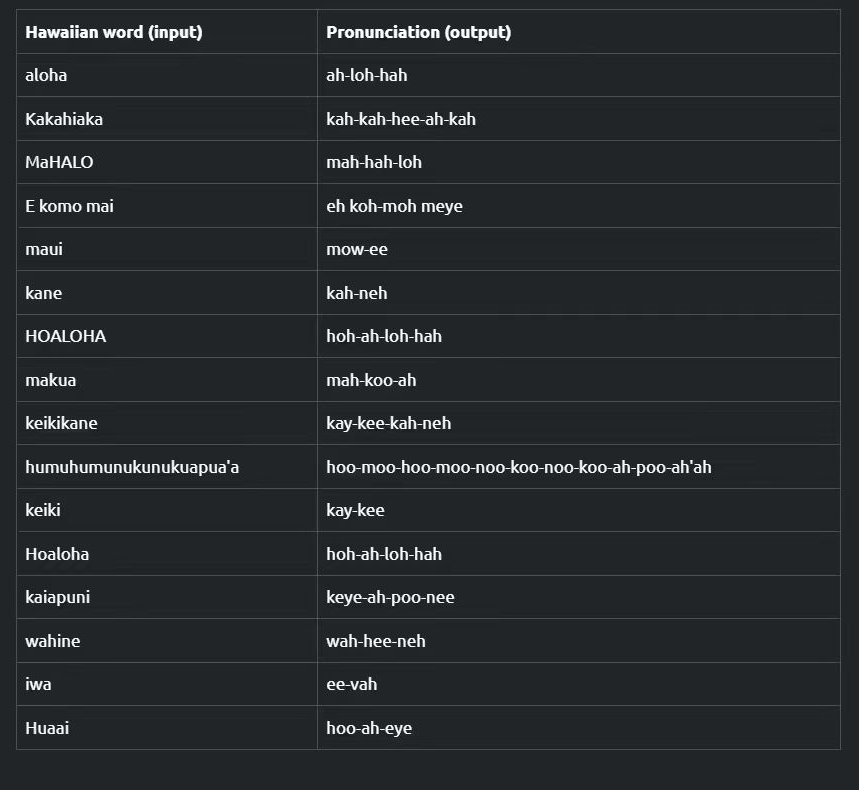 Hawaiian word (input) Pronunciation (output)
aloha ah-loh-hah
Kakahiaka kah-kah-hee-ah-kah
MaHALO mah-hah-loh
E komo mai eh koh-moh meye
maui mow-ee
kane kah-neh
HOALOHA hoh-ah-loh-hah
makua mah-koo-ah
keikikane kay-kee-kah-neh
humuhumunukunukuapua'a hoo-moo-hoo-moo-noo-koo-noo-koo-ah-poo-ah'ah
keiki kay-kee
Hoaloha hoh-ah-loh-hah
kaiapuni keye-ah-poo-nee
wahine wah-hee-neh
iwa ee-vah
Huaai hoo-ah-eye